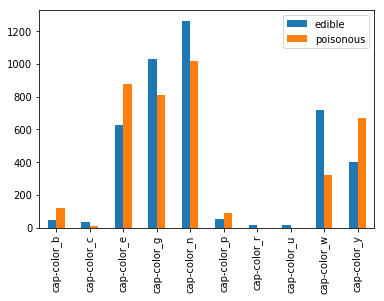 1200
1000
800
600
400
200
0
edible
poisonous
cap-color_b
cap-color_c
cap-color_e
cap-color_g
cap-color_n
cap-color_p
cap-color_r
cap-color_u
cap-color_w
cap-color_y